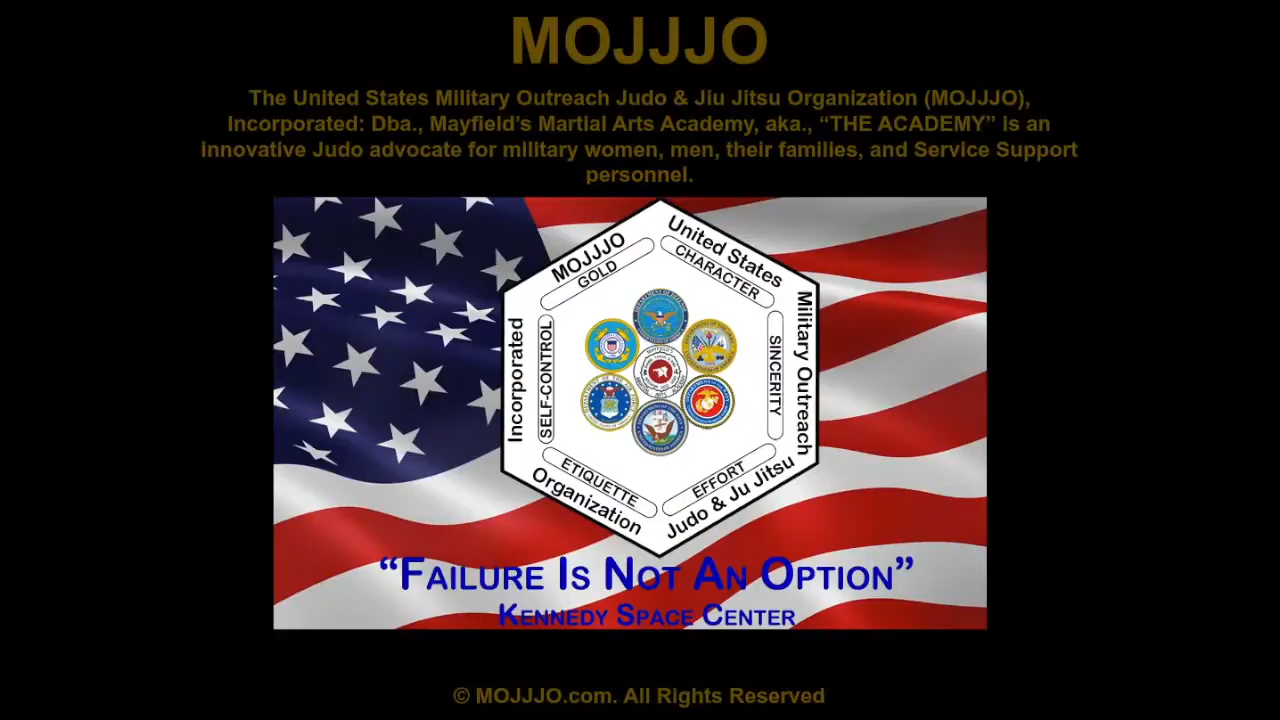 MOJJJO
The United States Military Outreach Judo & Jiu Jitsu Organization (MOJJJO),
Incorporated: Dba., Mayfield’s Martial Arts Academy, aka., “THE ACADEMY” is an
innovative Judo advocate for military women, men, their families, and Service Support
personnel.
MOJJJO
GOLD
United States
CHARACTER
Military Outreach
SINCERITY
Judo & Ju Jitsu
EFFORT
Organization
ETIQUETTE
Incorporated
SELF-CONTROL
“FAILURE IS NOT AN OPTION”
KENNEDY SPACE CENTER
© MOJJJO.com. All Rights Reserved